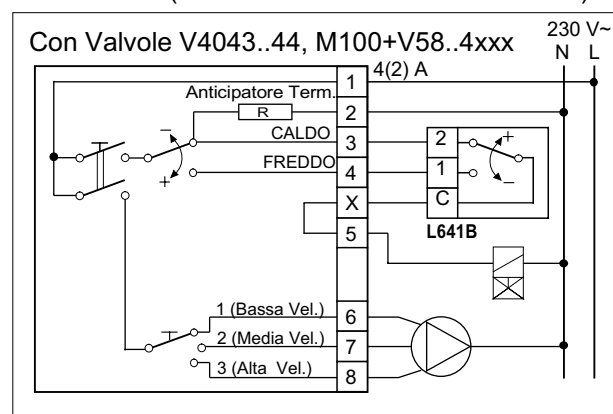 Con Valvole V4043..44, M100+V58..4xxx
230 V~
N L
4(2) A
1
Anticipatore Term.
R
2
CALDO
3
2
FREDDO
4
1
X
C
5
L641B
1 (Bassa Vel.)
6
2 (Media Vel.)
7
3 (Alta Vel.)
8